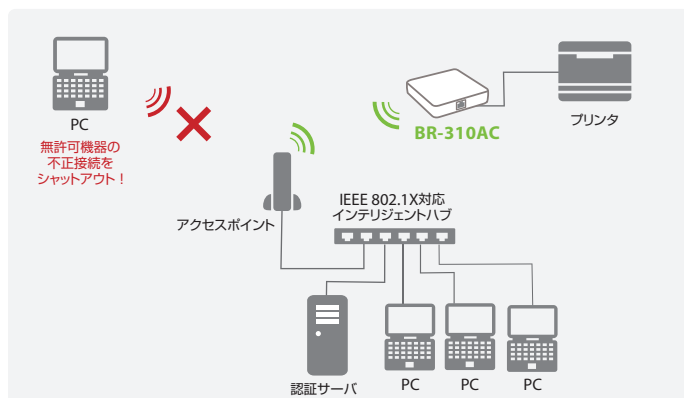 PC
無許可機器の
不正接続を
シャットアウト！
BR-310AC
プリンタ
アクセスポイント
IEEE 802.1X対応
インテリジェントハブ
認証サーバ
PC
PC
PC